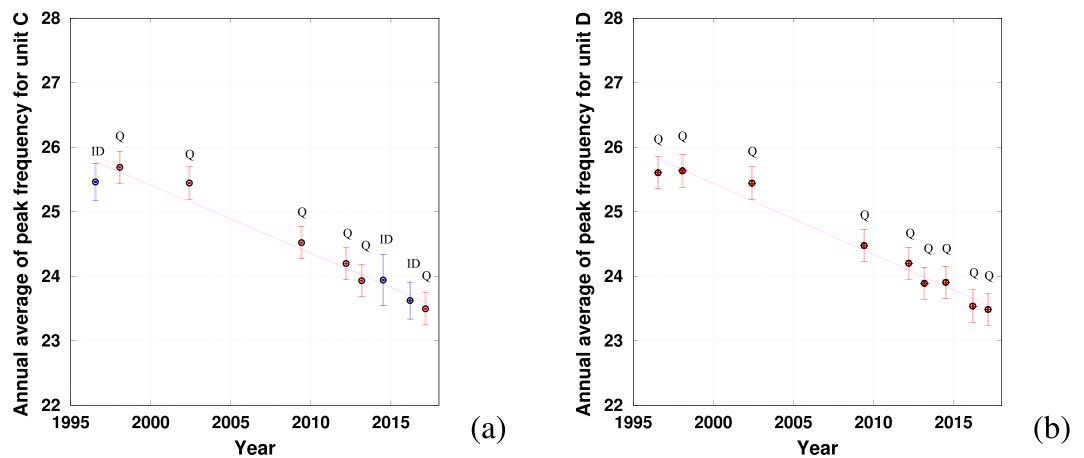 Annual average of peak frequency for unit C
28
27
26
25
24
23
22
ID
Q
Q
Q
Q
Q
ID
ID
Q
1995
2000
2005
2010
2015
Year
(a)
Annual average of peak frequency for unit D
28
27
26
25
24
23
22
Q
Q
Q
Q
Q
Q
Q
Q
Q
1995
2000
2005
2010
2015
Year
(b)